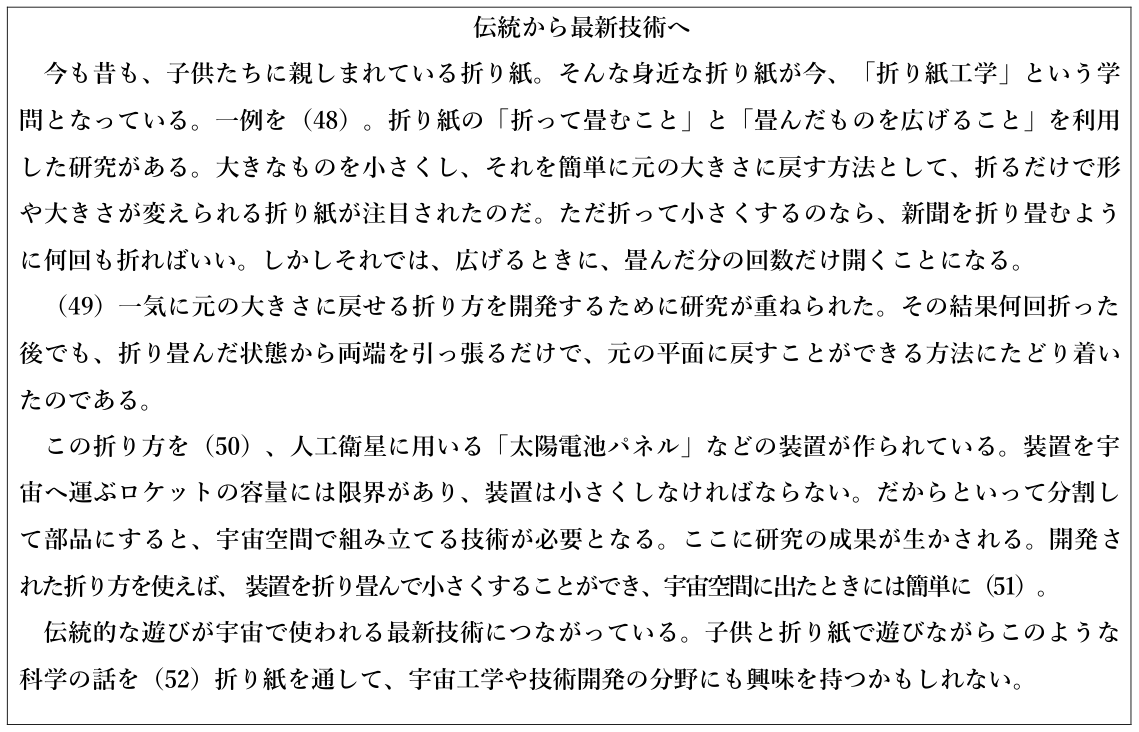 伝統から最新技術へ
今も昔も、子供たちに親しまれている折り紙。そんな身近な折り紙が今、「折り紙工学」という学
問となっている。一例を（48）。折り紙の「折って畳むこと」と「畳んだものを広げること」を利用
した研究がある。大きなものを小さくし、それを簡単に元の大きさに戻す方法として、折るだけで形
や大きさが変えられる折り紙が注目されたのだ。ただ折って小さくするのなら、新聞を折り畳むよう
に何回も折ればいい。しかしそれでは、広げるときに、畳んだ分の回数だけ開くことになる。
（49）一気に元の大きさに戻せる折り方を開発するために研究が重ねられた。その結果何回折った
後でも、折り畳んだ状態から両端を引っ張るだけで、元の平面に戻すことができる方法にたどり着い
たのである。
この折り方を（50）、人工衛星に用いる「太陽電池パネル」などの装置が作られている。装置を宇
宙へ運ぶロケットの容量には限界があり、装置は小さくしなければならない。だからといって分割し
て部品にすると、宇宙空間で組み立てる技術が必要となる。ここに研究の成果が生かされる。開発さ
れた折り方を使えば、 装置を折り畳んで小さくすることができ、宇宙空間に出たときには簡単に（51）。
伝統的な遊びが宇宙で使われる最新技術につながっている。子供と折り紙で遊びながらこのような
科学の話を（52）折り紙を通して、宇宙工学や技術開発の分野にも興味を持つかもしれない。